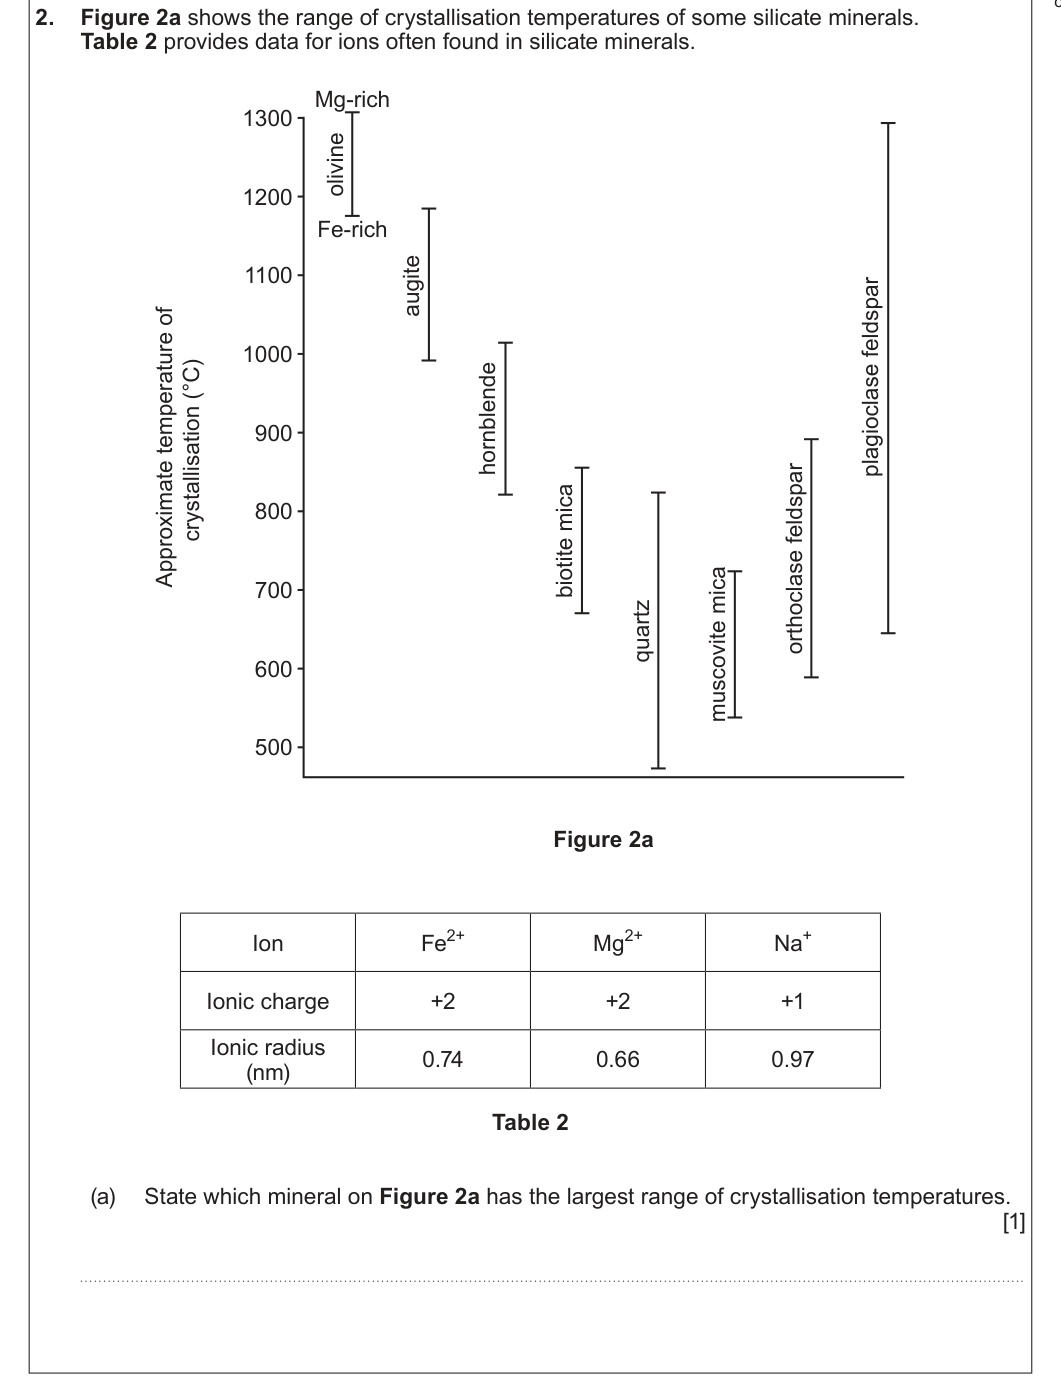 2. Figure 2a shows the range of crystallisation temperatures of some silicate minerals.
Table 2 provides data for ions often found in silicate minerals.
Approximate temperature of
crystallisation (°C)
1300
1200
1100
1000
900
800
700
600
500
Mg-rich
olivine
Fe-rich
augite
hornblende
biotite mica
quartz
muscovite mica
orthoclase feldspar
plagioclase feldspar
Figure 2a
Ion Fe²⁺ Mg²⁺ Na⁺
Ionic charge +2 +2 +1
Ionic radius
(nm) 0.74 0.66 0.97
Table 2
(a) State which mineral on Figure 2a has the largest range of crystallisation temperatures.
[1]